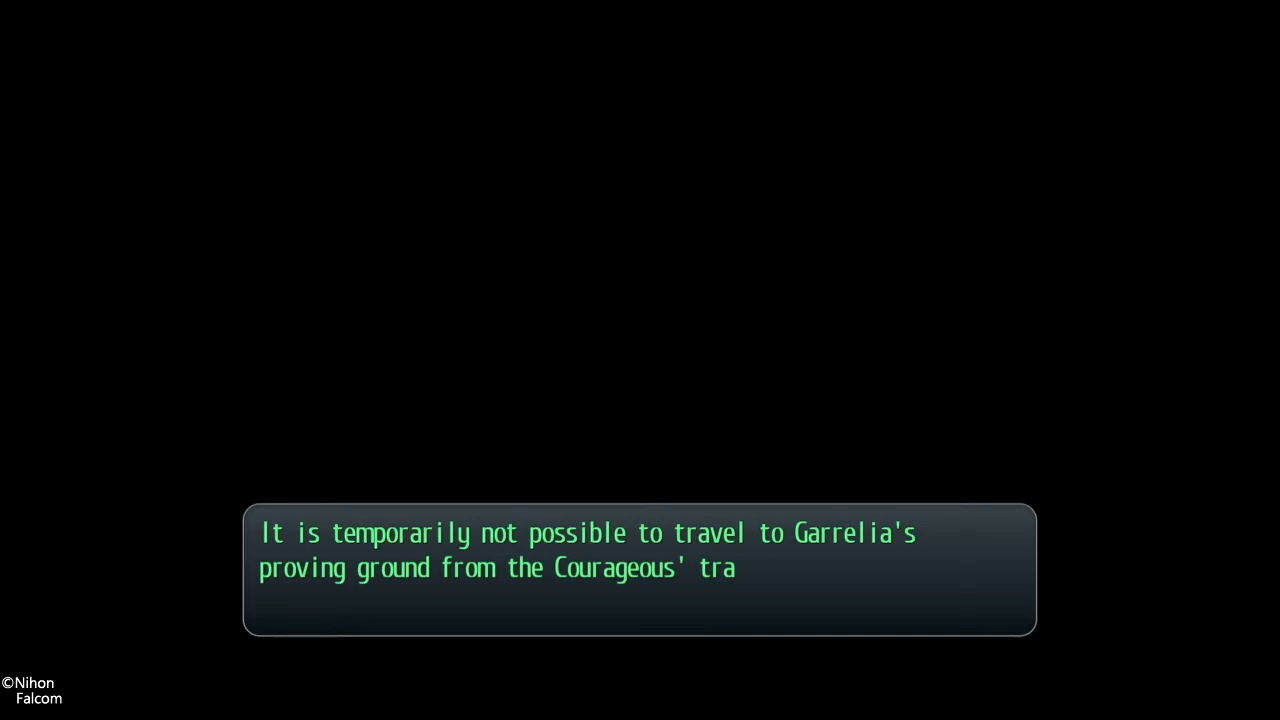 It is temporarily not possible to travel to Garrelia's
proving ground from the Courageous' tra
©Nihon
Falcom